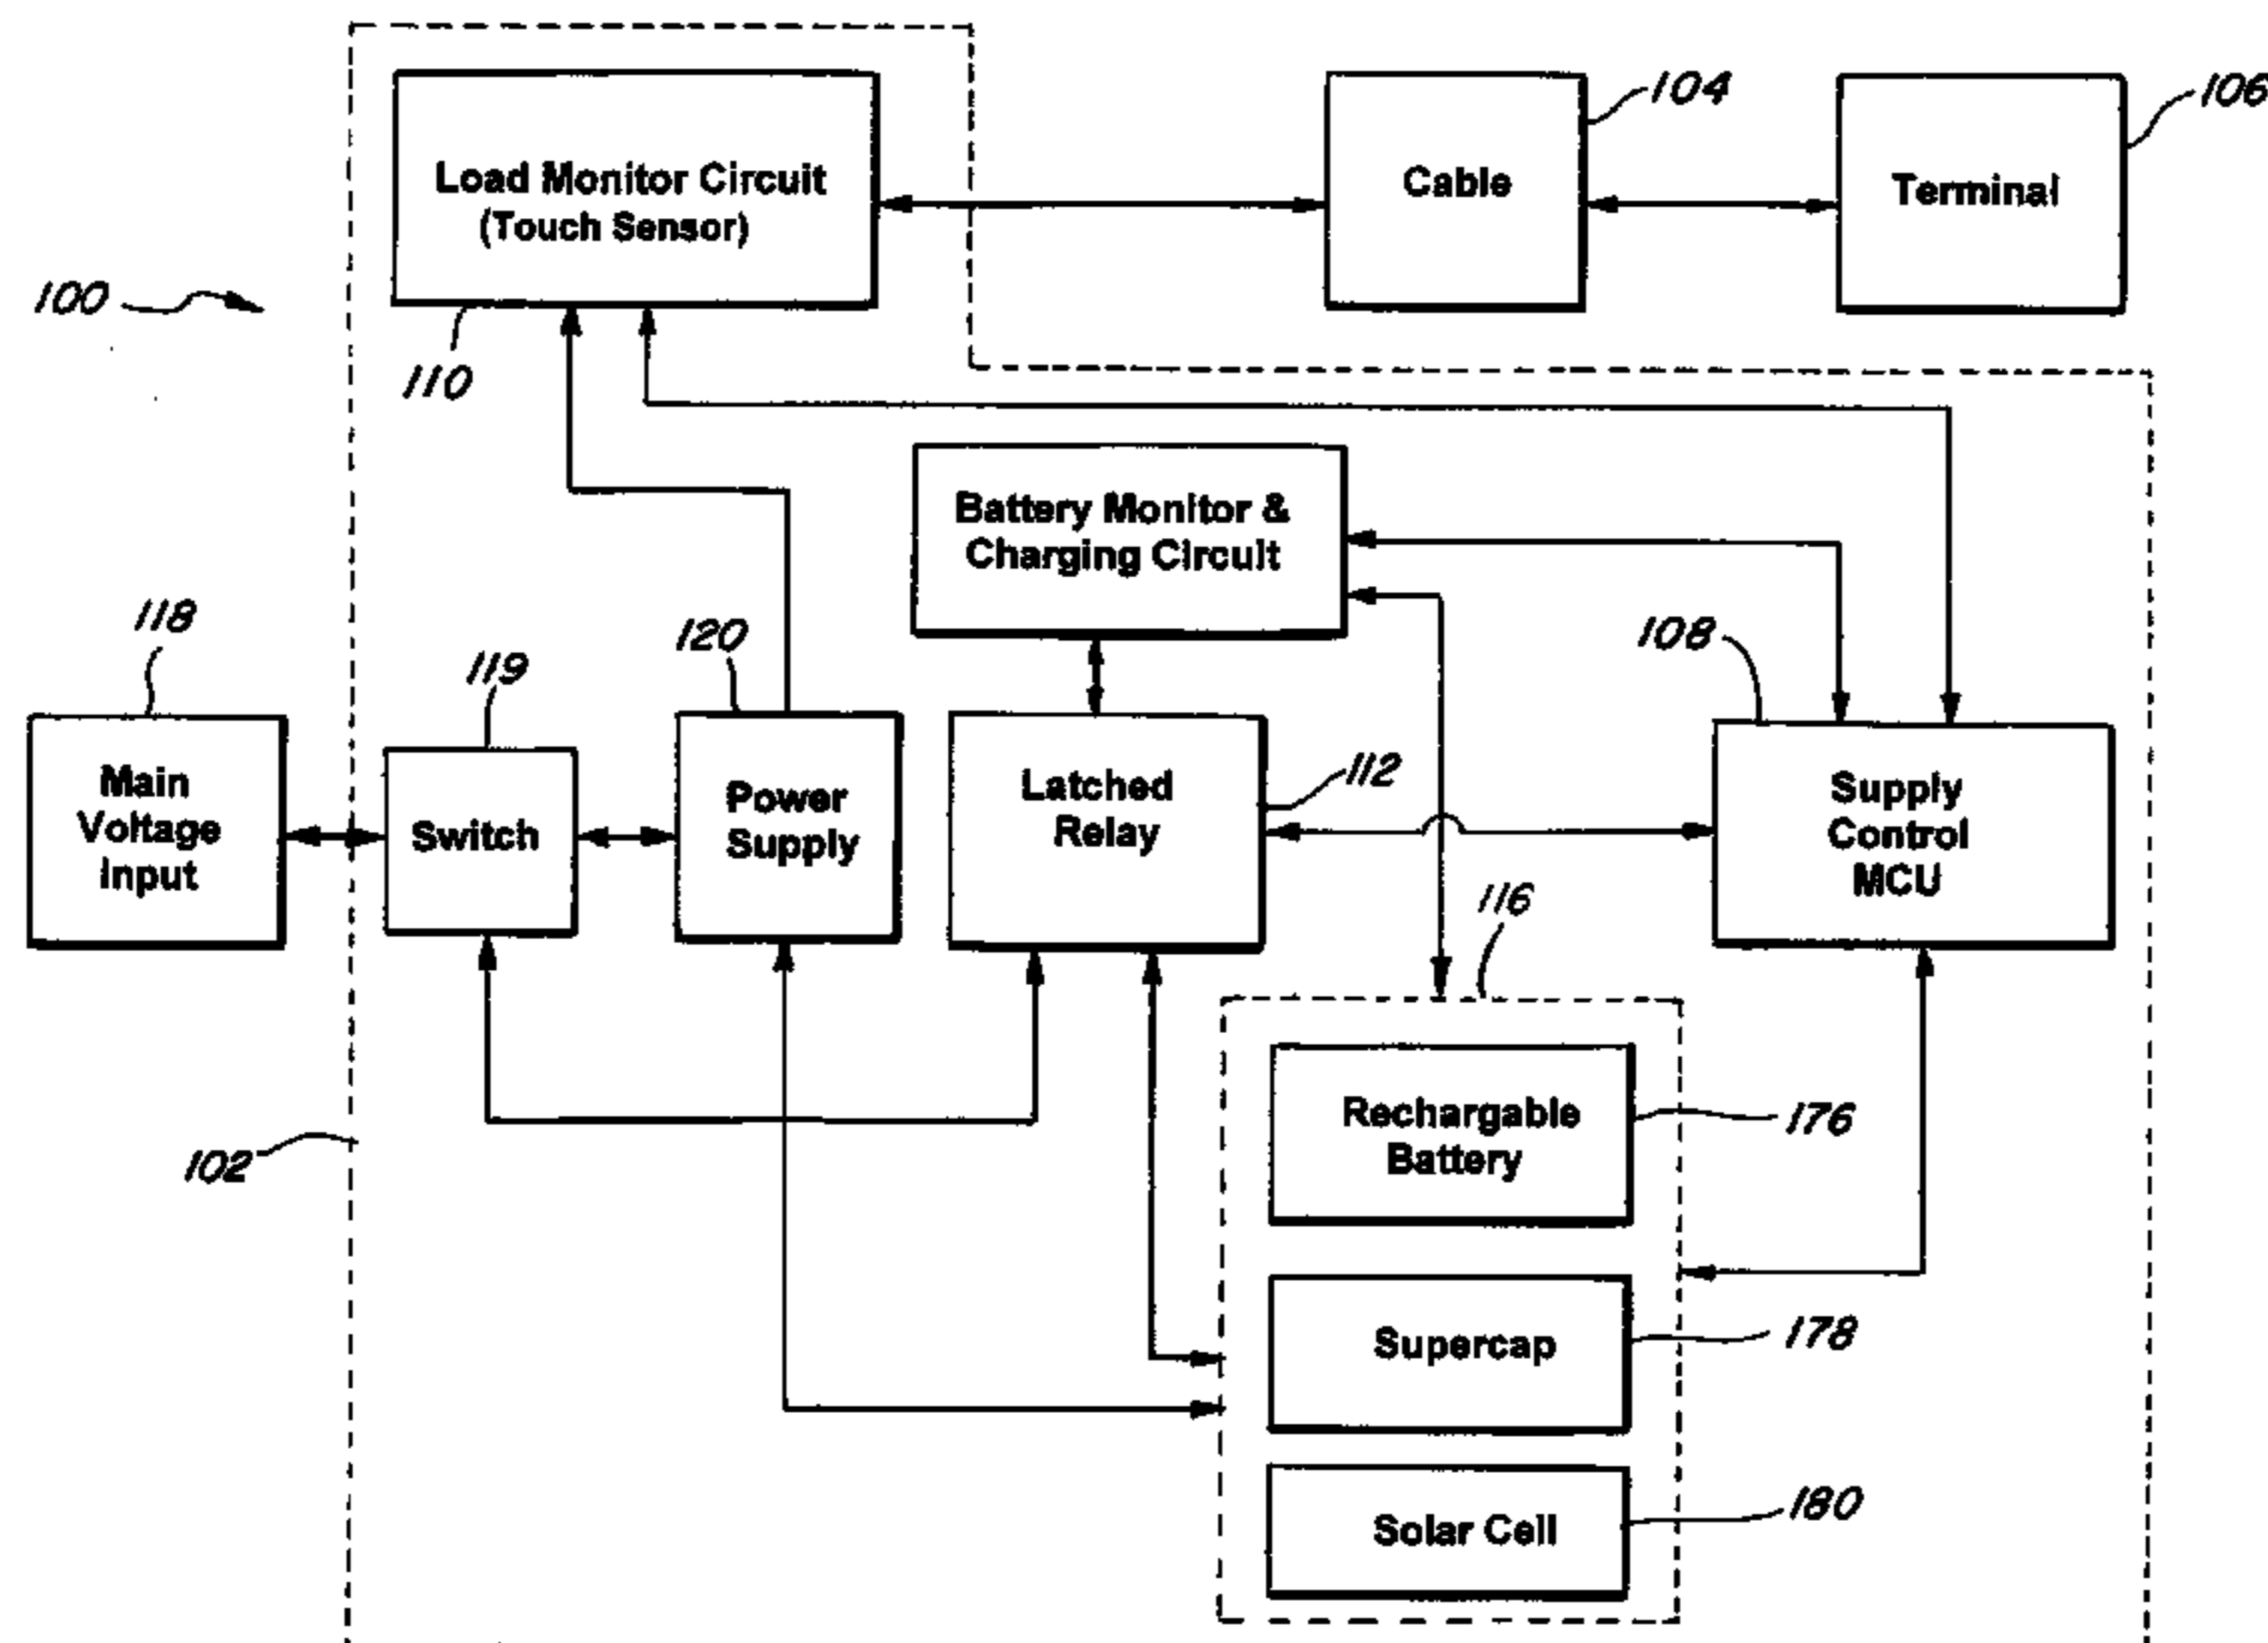 104
106
Load Monitor Circuit
(Touch Sensor)
Cable
Terminal
100
110
Battery Monitor &
Charging Circuit
118
119
120
108
Main
Voltage
Input
Switch
Power
Supply
Latched
Relay
112
Supply
Control
MCU
116
102
Rechargable
Battery
176
Supercap
178
Solar Cell
180